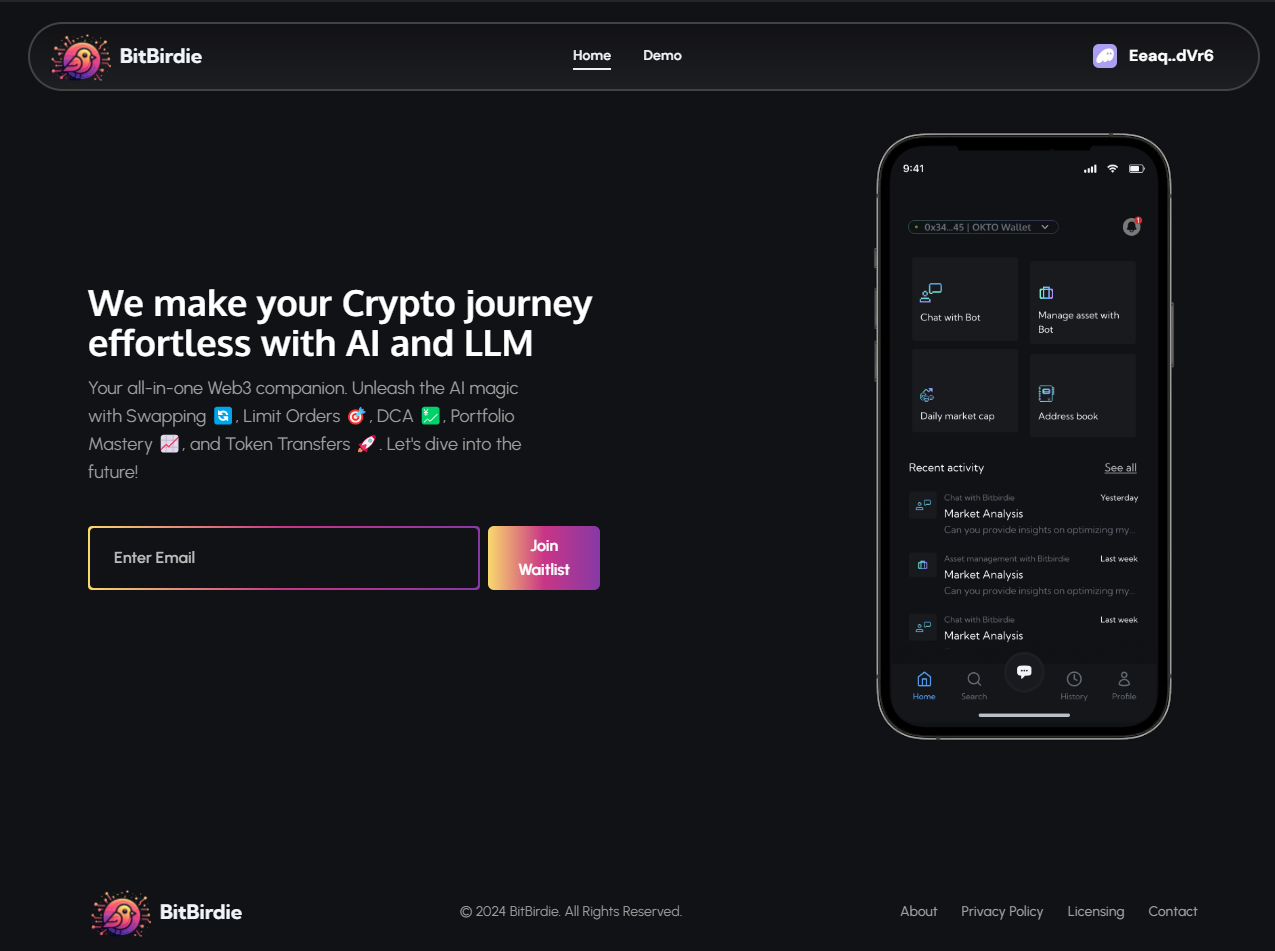 BitBirdie
Home
Demo
Eeaq..dVr6
We make your Crypto journey
effortless with AI and LLM
Your all-in-one Web3 companion. Unleash the AI magic
with Swapping 🔄, Limit Orders 🎯, DCA 💹, Portfolio
Mastery 📈, and Token Transfers 🚀. Let's dive into the
future!
Enter Email
Join
Waitlist
9:41
0x34...45 | OKTO Wallet
1
Chat with Bot
Manage asset with
Bot
Daily market cap
Address book
Recent activity
See all
Chat with Bitbirdie
Yesterday
Market Analysis
Can you provide insights on optimizing my...
Asset management with Bitbirdie
Last week
Market Analysis
Can you provide insights on optimizing my...
Chat with Bitbirdie
Last week
Market Analysis
Home
Search
History
Profile
BitBirdie
© 2024 BitBirdie. All Rights Reserved.
About
Privacy Policy
Licensing
Contact